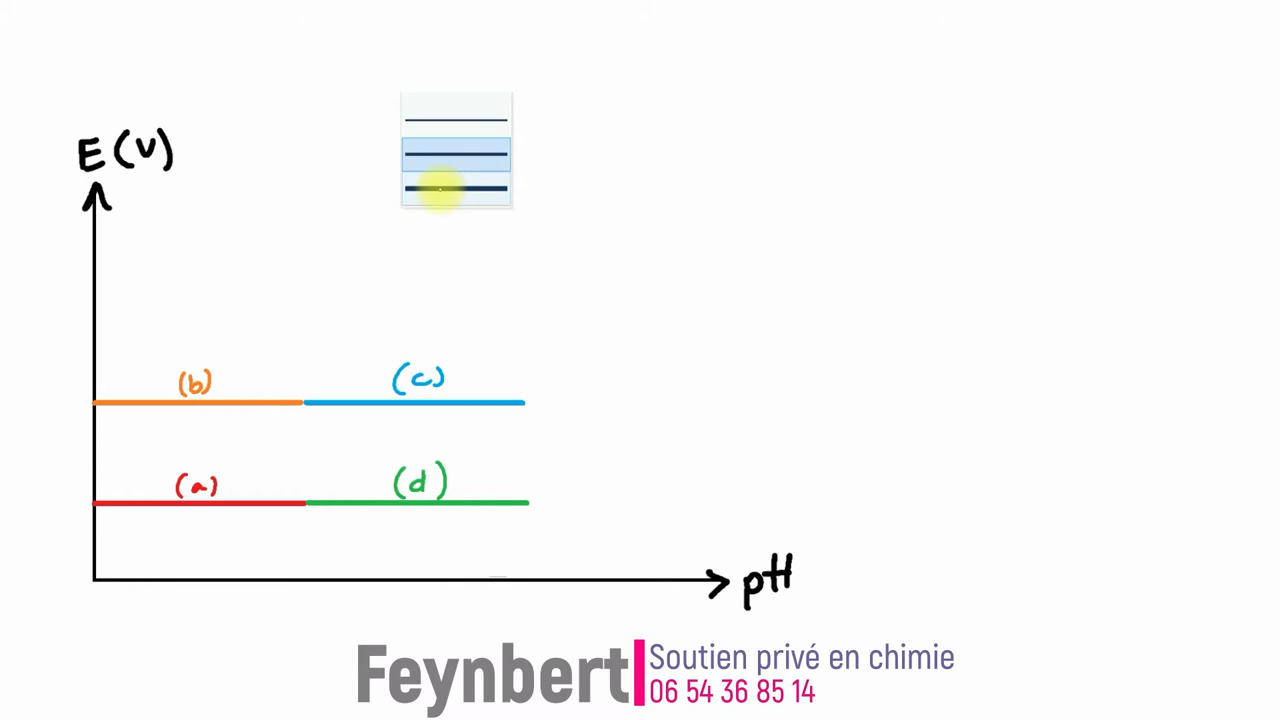 E(V)
(b)
(c)
(a)
(d)
pH
Feynbert
Soutien privé en chimie
06 54 36 85 14